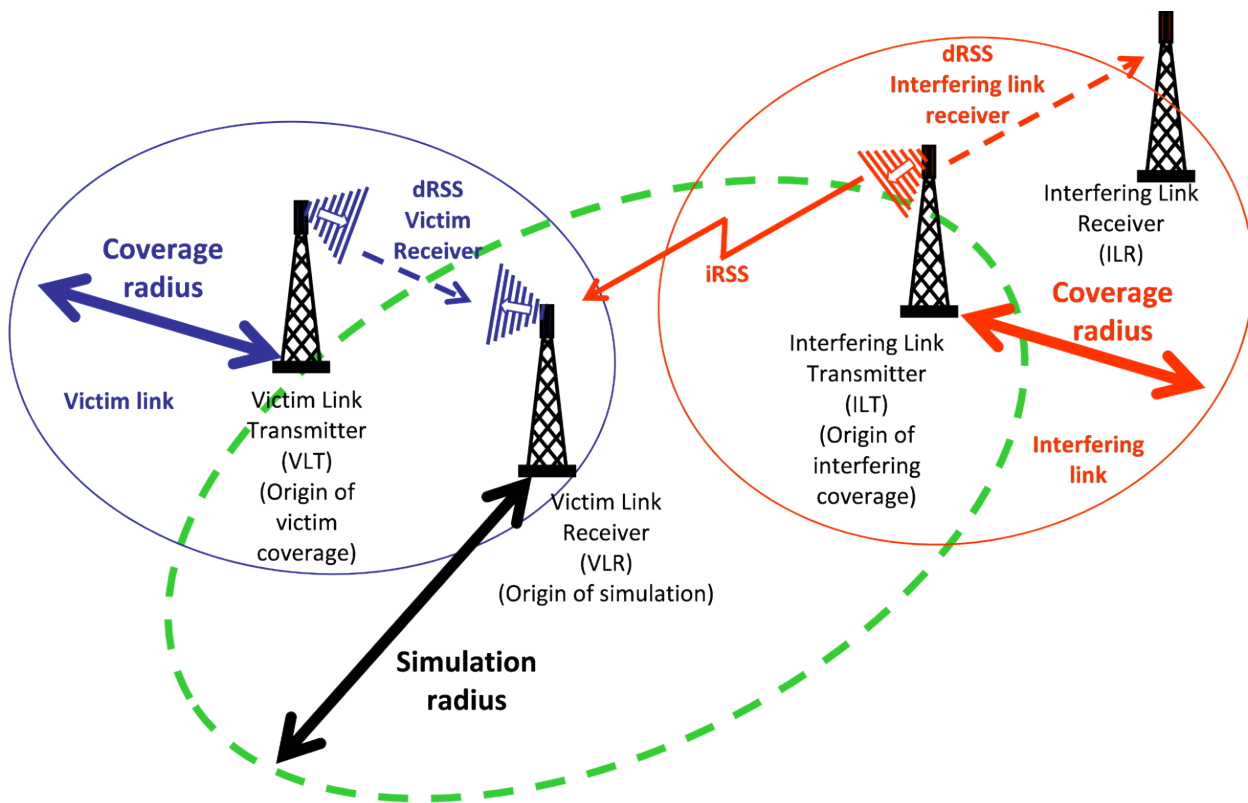 dRSS
Interfering link
receiver
Interfering Link
Receiver
(ILR)
dRSS
Victim
Receiver
Coverage
radius
iRSS
Coverage
radius
Interfering Link
Transmitter
(ILT)
(Origin of
interfering
coverage)
Interfering
link
Victim link
Victim Link
Transmitter
(VLT)
(Origin of
victim
coverage)
Victim Link
Receiver
(VLR)
(Origin of simulation)
Simulation
radius